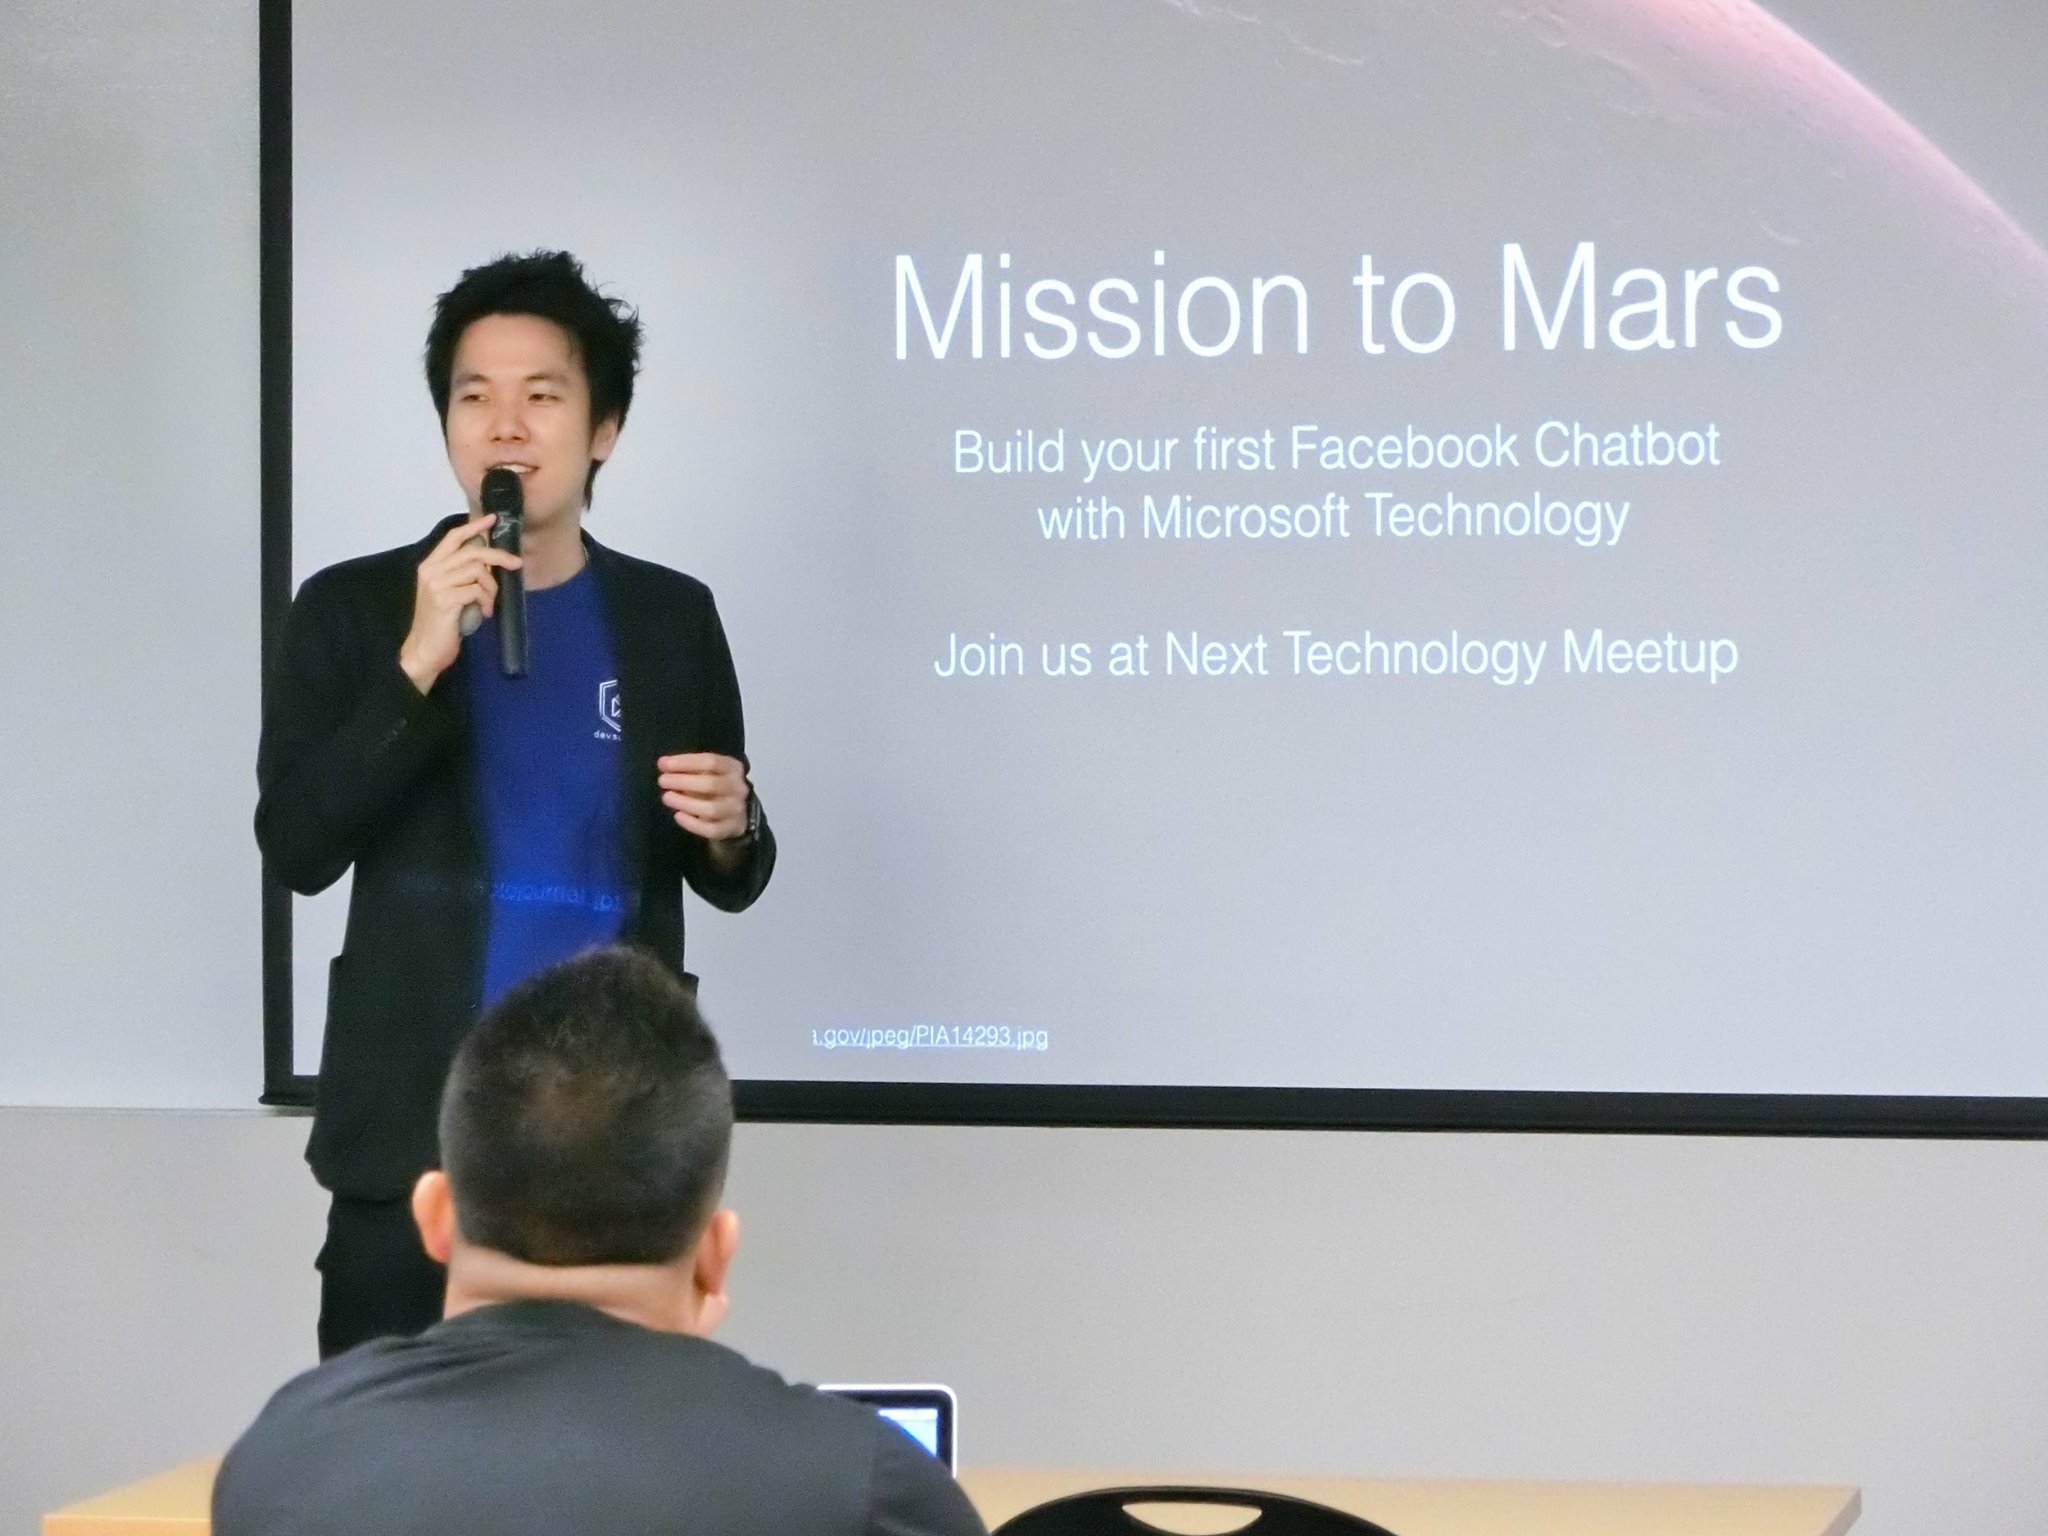 Mission to Mars
Build your first Facebook Chatbot
with Microsoft Technology
Join us at Next Technology Meetup
.gov/jpeg/PIA14293.jpg